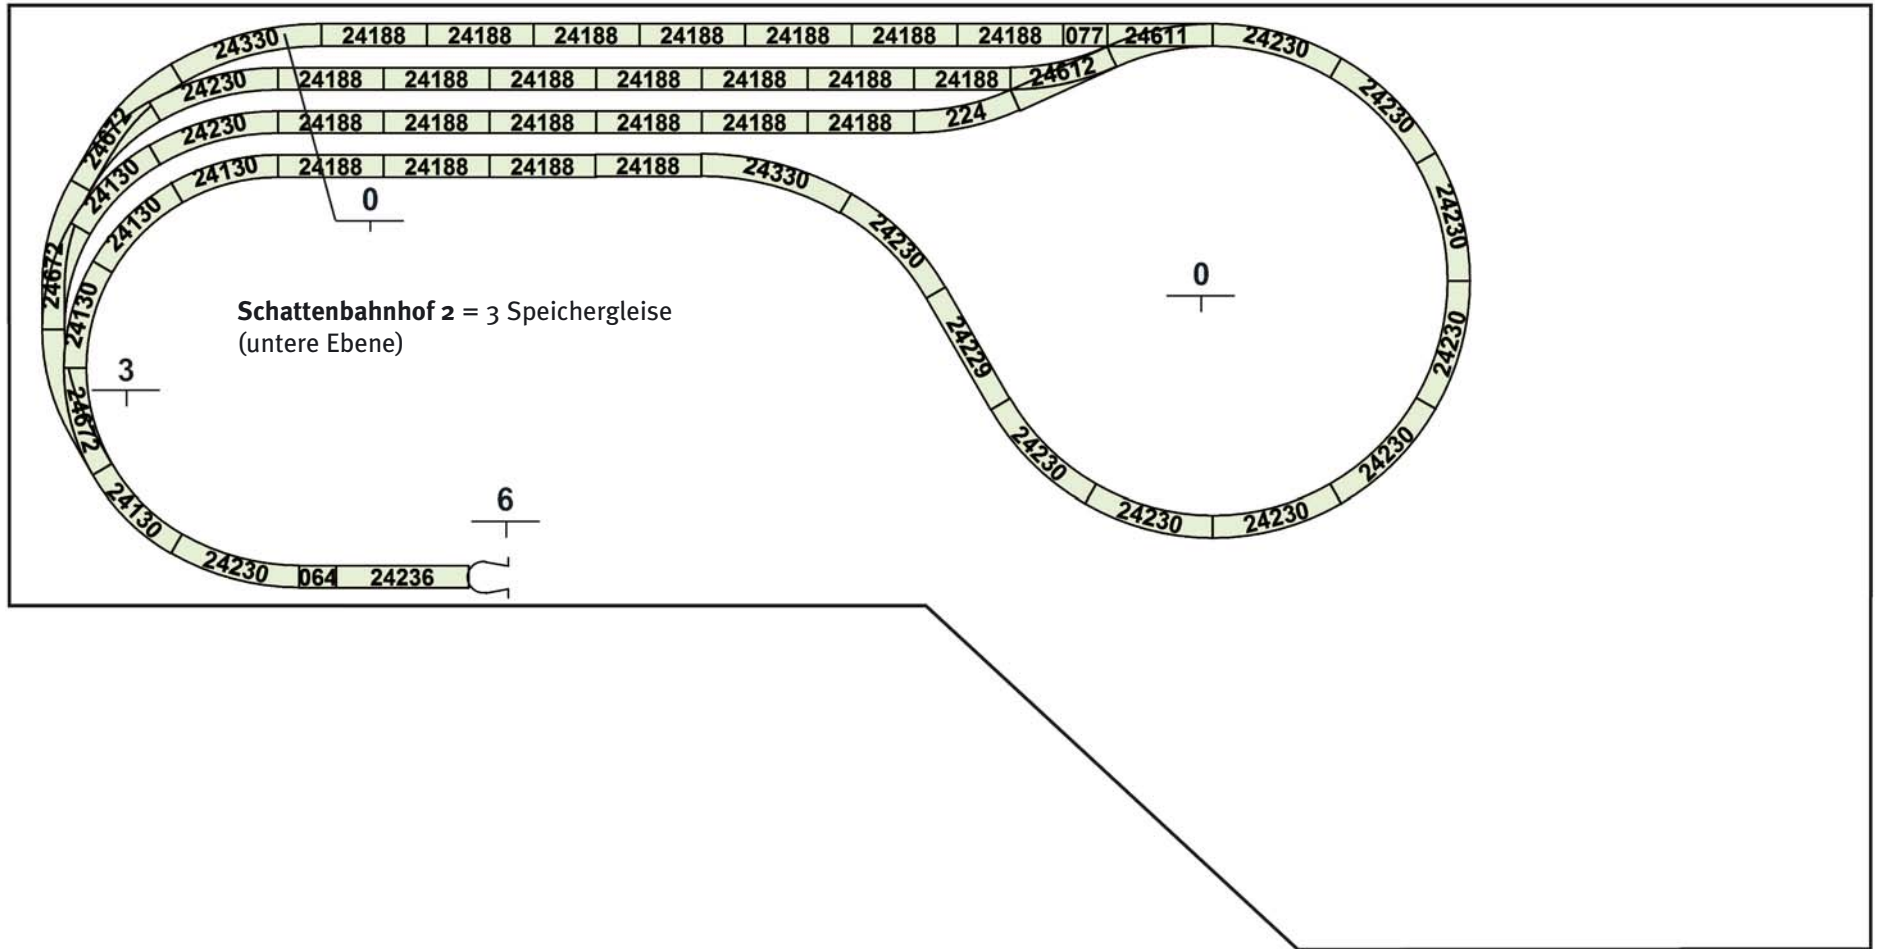 24330 24188 24188 24188 24188 24188 24188 24188 077 24611 24230
24230 24188 24188 24188 24188 24188 24188 24188 24612 24230
24672 24230 24188 24188 24188 24188 24188 24188 224
24130 24130 24188 24188 24188 24188 24330
24130 0 24230 24230
24672 24130 0
Schattenbahnhof 2 = 3 Speichergleise
(untere Ebene)
24229 24230
3
24672 24230 24230
24130 6 24230 24230
24230 064 24236